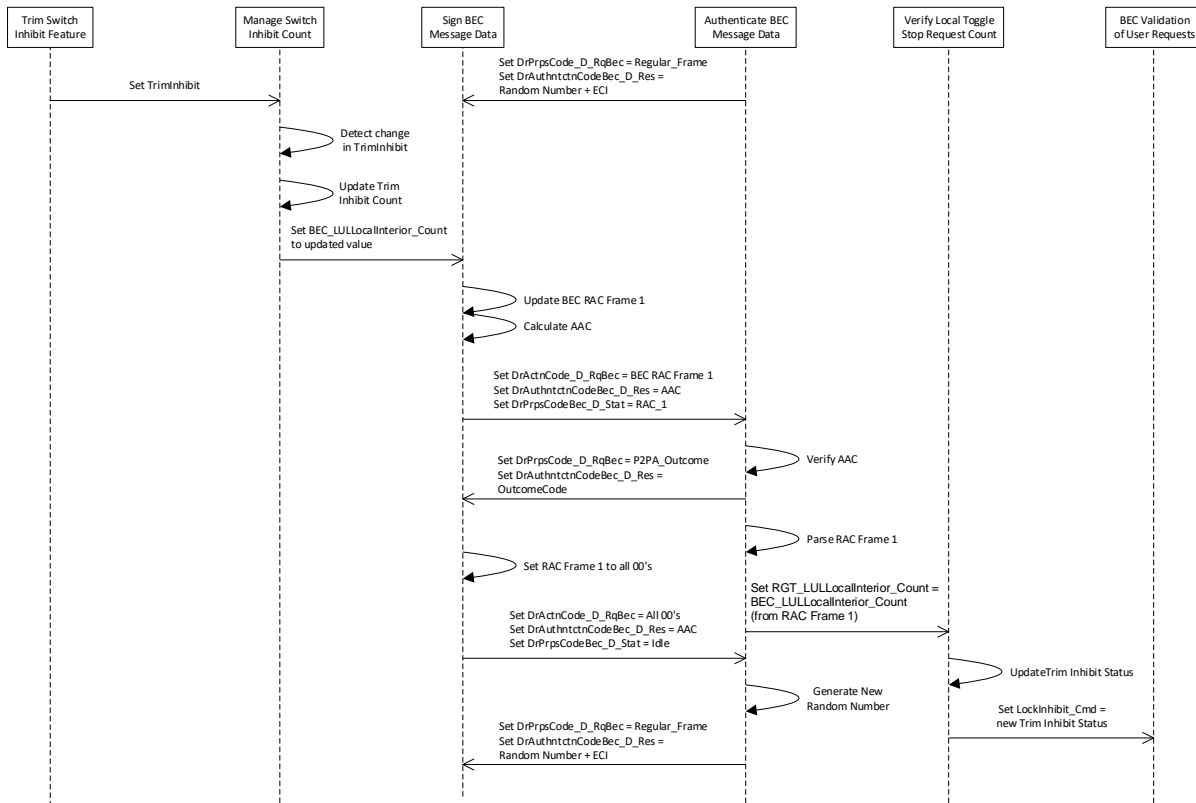 Trim Switch
Inhibit Feature
Manage Switch
Inhibit Count
Sign BEC
Message Data
Authenticate BEC
Message Data
Verify Local Toggle
Stop Request Count
BEC Validation
of User Requests
Set DrPrpsCode_D_RqBec = Regular_Frame
Set DrAuthntctnCodeBec_D_Res =
Random Number + ECI
Set TrimInhibit
Detect change
in TrimInhibit
Update Trim
Inhibit Count
Set BEC_LULLocalInterior_Count
to updated value
Update BEC RAC Frame 1
Calculate AAC
Set DrActnCode_D_RqBec = BEC RAC Frame 1
Set DrAuthntctnCodeBec_D_Res = AAC
Set DrPrpsCodeBec_D_Stat = RAC_1
Verify AAC
Set DrPrpsCode_D_RqBec = P2PA_Outcome
Set DrAuthntctnCodeBec_D_Res =
OutcomeCode
Parse RAC Frame 1
Set RAC Frame 1 to all 00's
Set RGT_LULLocalInterior_Count =
BEC_LULLocalInterior_Count
(from RAC Frame 1)
Set DrActnCode_D_RqBec = All 00's
Set DrAuthntctnCodeBec_D_Res = AAC
Set DrPrpsCodeBec_D_Stat = Idle
UpdateTrim Inhibit Status
Generate New
Random Number
Set LockInhibit_Cmd =
new Trim Inhibit Status
Set DrPrpsCode_D_RqBec = Regular_Frame
Set DrAuthntctnCodeBec_D_Res =
Random Number + ECI